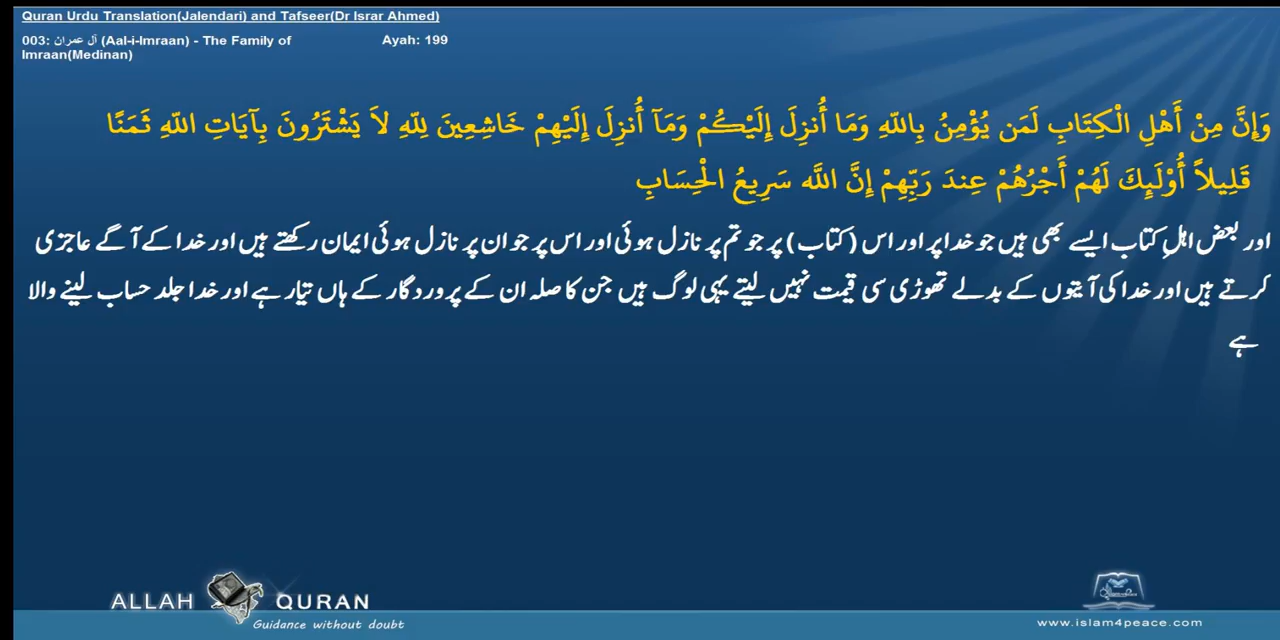 Quran Urdu Translation(Jalendari) and Tafseer(Dr Israr Ahmed)
003: آل عمران (Aal-i-Imraan) - The Family of Imraan(Medinan)
Ayah: 199
وَإِنَّ مِنْ أَهْلِ الْكِتَابِ لَمَن يُؤْمِنُ بِاللّهِ وَمَا أُنزِلَ إِلَيْكُمْ وَمَآ أُنزِلَ إِلَيْهِمْ خَاشِعِينَ لِلّهِ لاَ يَشْتَرُونَ بِآيَاتِ اللّهِ ثَمَنًا
قَلِيلاً أُوْلَـئِكَ لَهُمْ أَجْرُهُمْ عِندَ رَبِّهِمْ إِنَّ اللّهَ سَرِيعُ الْحِسَابِ
اور بعض اہلِ کتاب ایسے بھی ہیں جو خدا پر اور اس (کتاب) پر جو تم پر نازل ہوئی اور اس پر جو ان پر نازل ہوئی ایمان رکھتے ہیں اور خدا کے آگے عاجزی
کرتے ہیں اور خدا کی آیتوں کے بدلے تھوڑی سی قیمت نہیں لیتے یہی لوگ ہیں جن کا صلہ ان کے پروردگار کے ہاں تیار ہے اور خدا جلد حساب لینے والا
ہے
ALLAH QURAN
Guidance without doubt
www.islam4peace.com